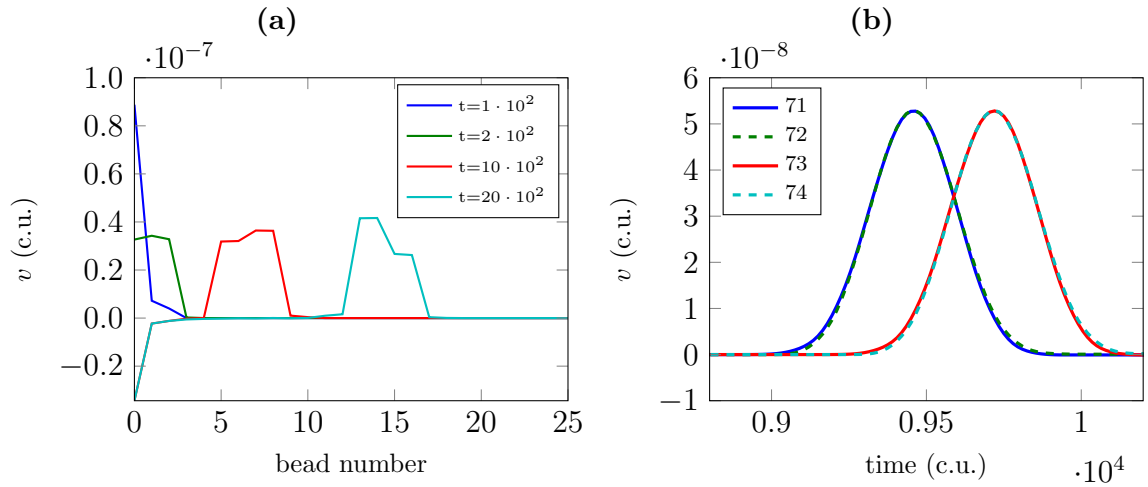 (a)
·10⁻⁷
1.0
0.8
0.6
0.4
0.2
0.0
−0.2
v (c.u.)
0 5 10 15 20 25
bead number
t=1 · 10²
t=2 · 10²
t=10 · 10²
t=20 · 10²
(b)
·10⁻⁸
6
5
4
3
2
1
0
−1
v (c.u.)
0.9 0.95 1
time (c.u.)
·10⁴
71
72
73
74